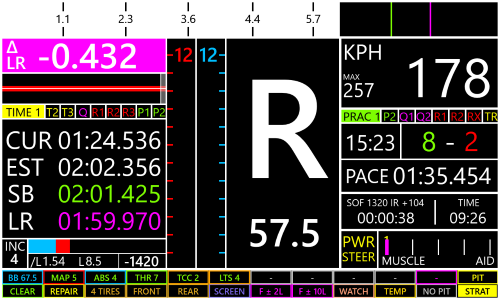 1.1 2.3 3.6 4.4 5.7
Δ LR -0.432
TIME 1 T2 T3 Q R1 R2 R3 P1 P2
CUR 01:24.536
EST 02:02.356
SB 02:01.425
LR 01:59.970
INC 4 /L 1.54 L 8.5 -1420
12 12
R
57.5
KPH 178
MAX 257
PRAC 1 P2 Q1 Q2 R1 R2 RX TR
15:23 8 - 2
PACE 01:35.454
SOF 1320 IR +104 TIME
00:00:38 09:26
PWR STEER 1 MUSCLE AID
BB 67.5 MAP 5 ABS 4 THR 7 TCC 2 LTS 4 - - - - - PIT
CLEAR REPAIR 4 TIRES FRONT REAR SCREEN F ± 2L F ± 10L WATCH TEMP NO PIT STRAT